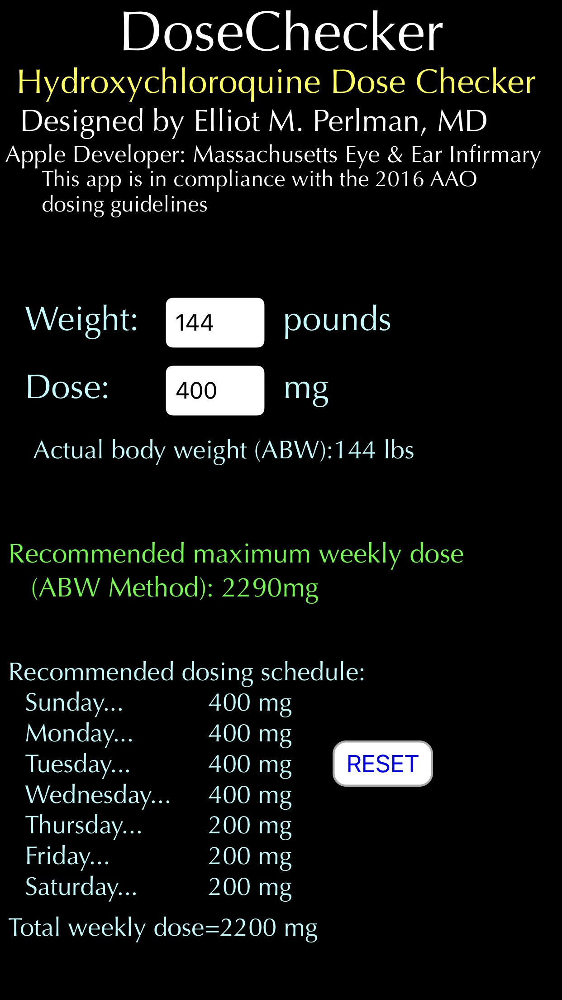 DoseChecker
Hydroxychloroquine Dose Checker
Designed by Elliot M. Perlman, MD
Apple Developer: Massachusetts Eye & Ear Infirmary
This app is in compliance with the 2016 AAO
dosing guidelines
Weight: 144 pounds
Dose: 400 mg
Actual body weight (ABW):144 lbs
Recommended maximum weekly dose
(ABW Method): 2290mg
Recommended dosing schedule:
Sunday... 400 mg
Monday... 400 mg
Tuesday... 400 mg RESET
Wednesday... 400 mg
Thursday... 200 mg
Friday... 200 mg
Saturday... 200 mg
Total weekly dose=2200 mg